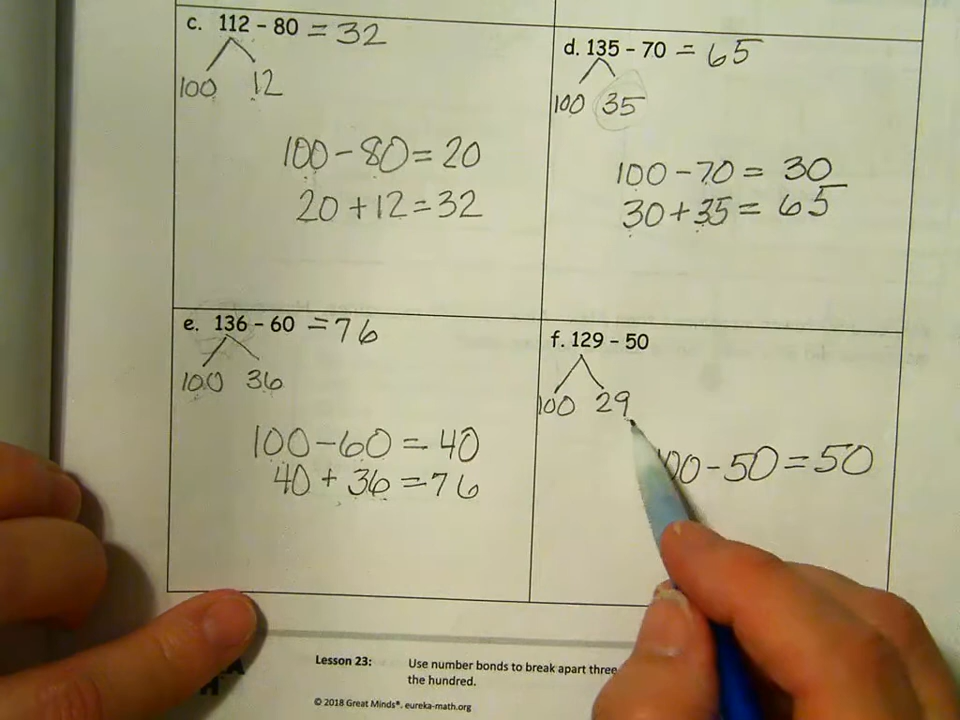 c. 112 - 80 = 32
100 12
100 - 80 = 20
20 + 12 = 32
d. 135 - 70 = 65
100 35
100 - 70 = 30
30 + 35 = 65
e. 136 - 60 = 76
100 36
100 - 60 = 40
40 + 36 = 76
f. 129 - 50
100 29
100 - 50 = 50
Lesson 23: Use number bonds to break apart three
the hundred.
© 2018 Great Minds®. eureka-math.org